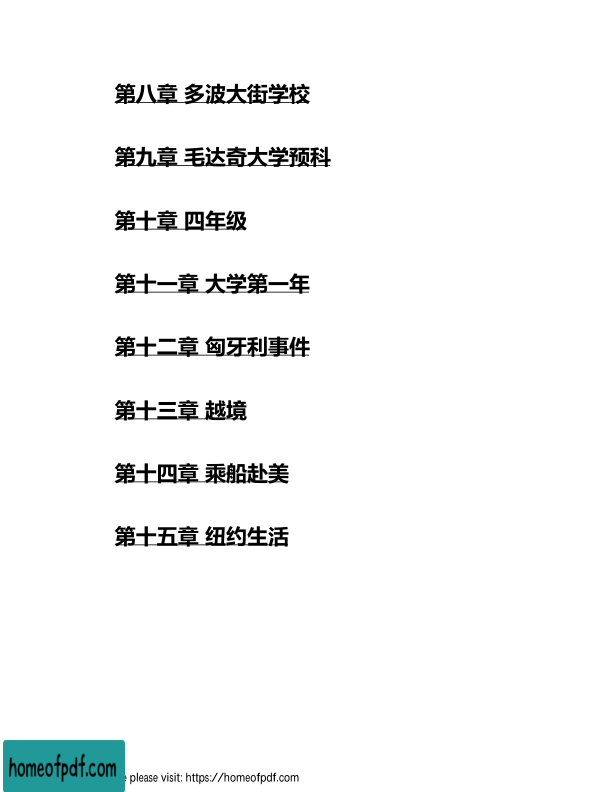 第八章 多波大街学校
第九章 毛达奇大学预科
第十章 四年级
第十一章 大学第一年
第十二章 匈牙利事件
第十三章 越境
第十四章 乘船赴美
第十五章 纽约生活
homeofpdf.com
please visit: https://homeofpdf.com